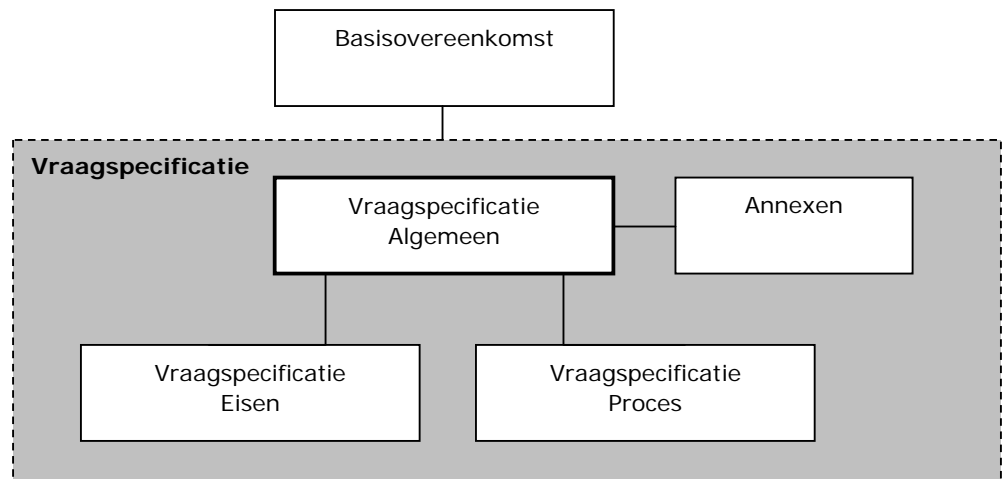 Basisovereenkomst
Vraagspecificatie
Vraagspecificatie
Algemeen
Annexen
Vraagspecificatie
Eisen
Vraagspecificatie
Proces